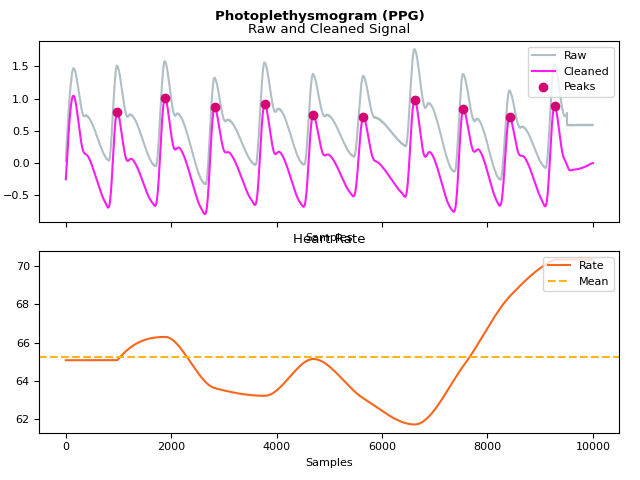 Photoplethysmogram (PPG)
Raw and Cleaned Signal
Raw
Cleaned
Peaks
1.5
1.0
0.5
0.0
−0.5
Samples
Heart Rate
Rate
Mean
70
68
66
64
62
0 2000 4000 6000 8000 10000
Samples